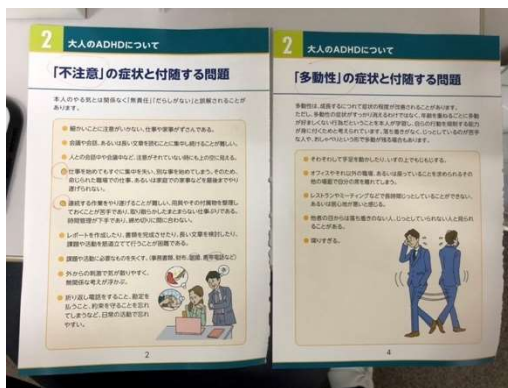 2 大人のADHDについて
「不注意」の症状と付随する問題
本人のやる気とは関係なく「無責任」「だらしがない」と誤解されることが
あります。
細かいことに注意がいかない。仕事や家事がずさんである。
会議や会話、あるいは長い文章を読むことに集中し続けることが難しい。
人との会話中や会議中など、注意がそれていない時にも上の空に見える。
仕事を始めてもすぐに集中を失い、別な事を始めてしまう。そのため、
命じられた職場での仕事、あるいは家庭での家事などを最後までやり
遂げられない。
連続する作業をやり遂げることが難しい。用具やその付属物を整理し
ておくことが苦手であり、取り散らかしたまとまらない仕事ぶりである。
時間管理が下手であり、締め切りに間に合わない。
レポートを作成したり、書類を完成させたり、長い文章を検討したり、
課題や活動を筋道立てて行うことが困難である。
課題や活動に必要なものを失くす。(事務書類、財布、眼鏡、携帯電話など)
外からの刺激で気が散りやすく、
無関係な考えが浮かぶ。
折り返し電話をすること、勘定を
払うこと、約束を守ることを忘れ
てしまうなど、日常の活動で忘れ
やすい。
2
2 大人のADHDについて
「多動性」の症状と付随する問題
多動性は、成長するにつれて症状の程度が改善されることがあります。
ただし、多動性の症状がすっかり消えるわけではなく、年齢を重ねるごとに多動
が好ましくない行為だということを本人が学習し、自らの行動を抑制する能力
が身に付くためと考えられています。落ち着きがなく、じっとしているのが苦手
な人や、おしゃべりという形で多動が残る場合もあります。
そわそわして手足を動かしたり、いすの上でもじもじする。
オフィスやそれ以外の職場、あるいは座っていることを求められるその
他の場面で自分の席を離れてしまう。
レストランやミーティングなどで長時間じっとしていることができない、
あるいは居心地が悪いと感じる。
他者の目からは落ち着きのない人、じっとしていられない人と見られ
ることがある。
喋りすぎる。
4